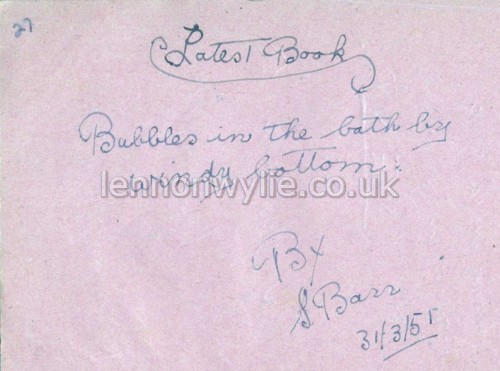 27
Latest Book
Bubbles in the bath by
windy bottom.
lennonwylie.co.uk
By
S Barr
31/3/51